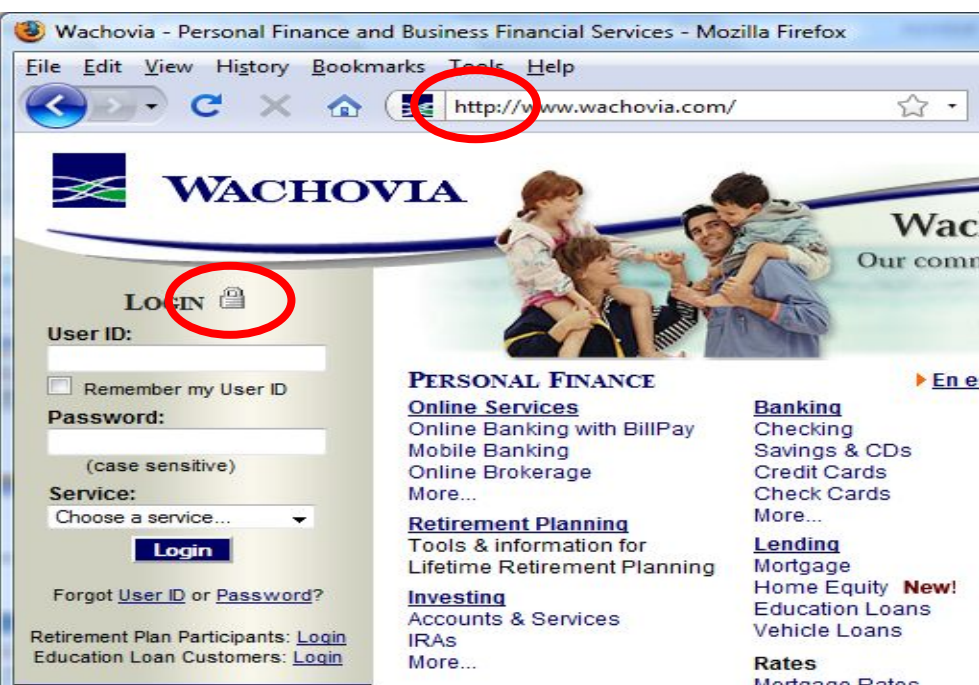 Wachovia - Personal Finance and Business Financial Services - Mozilla Firefox
File Edit View History Bookmarks Tools Help
http://www.wachovia.com/
WACHOVIA
Wac
Our comm
LOGIN
User ID:
Remember my User ID
Password:
(case sensitive)
Service:
Choose a service...
Login
Forgot User ID or Password?
Retirement Plan Participants: Login
Education Loan Customers: Login
PERSONAL FINANCE
En e
Online Services
Online Banking with BillPay
Mobile Banking
Online Brokerage
More...
Retirement Planning
Tools & information for
Lifetime Retirement Planning
Investing
Accounts & Services
IRAs
More...
Banking
Checking
Savings & CDs
Credit Cards
Check Cards
More...
Lending
Mortgage
Home Equity New!
Education Loans
Vehicle Loans
Rates
Mortgage Rates